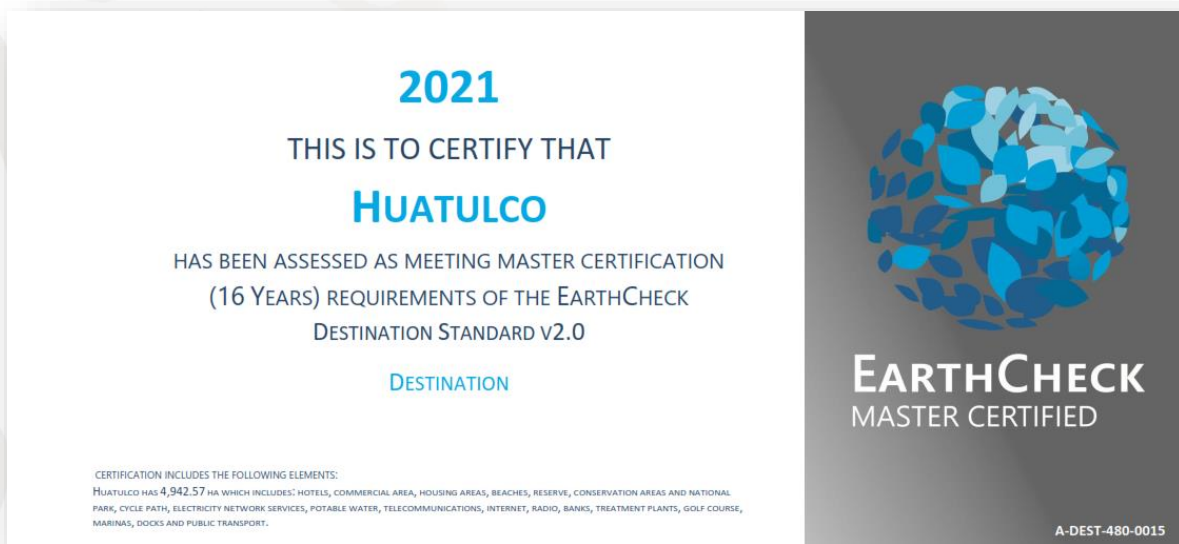 2021
THIS IS TO CERTIFY THAT
HUATULCO
HAS BEEN ASSESSED AS MEETING MASTER CERTIFICATION
(16 YEARS) REQUIREMENTS OF THE EARTHCHECK
DESTINATION STANDARD V2.0
DESTINATION
CERTIFICATION INCLUDES THE FOLLOWING ELEMENTS:
HUATULCO HAS 4,942.57 HA WHICH INCLUDES: HOTELS, COMMERCIAL AREA, HOUSING AREAS, BEACHES, RESERVE, CONSERVATION AREAS AND NATIONAL
PARK, CYCLE PATH, ELECTRICITY NETWORK SERVICES, POTABLE WATER, TELECOMMUNICATIONS, INTERNET, RADIO, BANKS, TREATMENT PLANTS, GOLF COURSE,
MARINAS, DOCKS AND PUBLIC TRANSPORT.
EARTHCHECK
MASTER CERTIFIED
A-DEST-480-0015